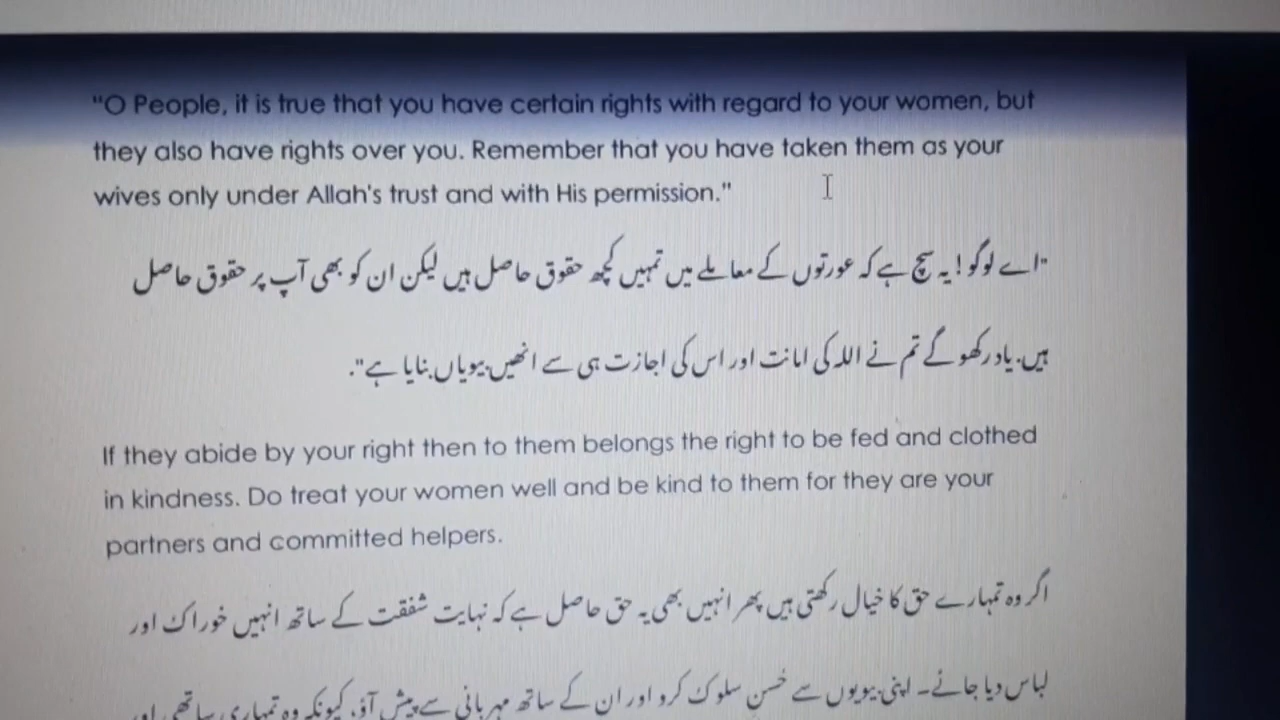 "O People, it is true that you have certain rights with regard to your women, but
they also have rights over you. Remember that you have taken them as your
wives only under Allah's trust and with His permission."
"اے لوگو! یہ سچ ہے کہ عورتوں کے معاملے میں تمہیں کچھ حقوق حاصل ہیں لیکن ان کو بھی آپ پر حقوق حاصل
ہیں۔ یاد رکھو کے تم نے اللہ کی امانت اور اس کی اجازت ہی سے انھیں بیویاں بنایا ہے"۔
If they abide by your right then to them belongs the right to be fed and clothed
in kindness. Do treat your women well and be kind to them for they are your
partners and committed helpers.
اگر وہ تمہارے حق کا خیال رکھتی ہیں پھر انہیں بھی یہ حق حاصل ہے کہ نہایت شفقت کے ساتھ انہیں خوراک اور
لباس دیا جائے۔ اپنی بیویوں سے حُسن سلوک کرو اور ان کے ساتھ مہربانی سے پیش آؤ، کیونکہ وہ تمہاری ساتھی اور